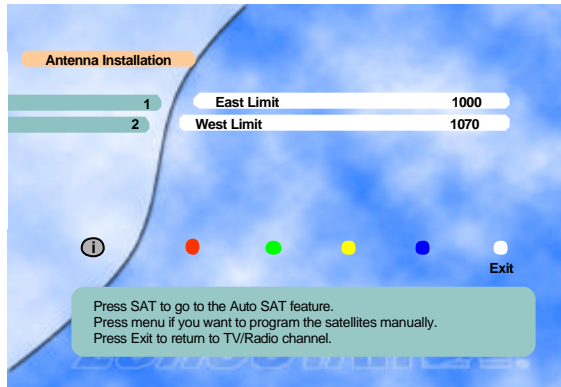 Antenna Installation
1 East Limit 1000
2 West Limit 1070
i
Exit
Press SAT to go to the Auto SAT feature.
Press menu if you want to program the satellites manually.
Press Exit to return to TV/Radio channel.